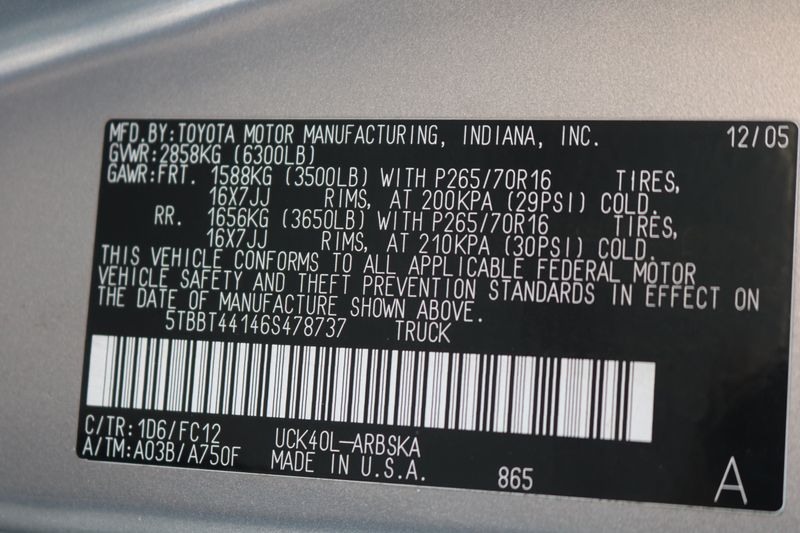 MFD.BY:TOYOTA MOTOR MANUFACTURING, INDIANA, INC. 12/05
GVWR:2858KG (6300LB)
GAWR:FRT. 1588KG (3500LB) WITH P265/70R16 TIRES,
16X7JJ RIMS, AT 200KPA (29PSI) COLD.
RR. 1656KG (3650LB) WITH P265/70R16 TIRES,
16X7JJ RIMS, AT 210KPA (30PSI) COLD.
THIS VEHICLE CONFORMS TO ALL APPLICABLE FEDERAL MOTOR
VEHICLE SAFETY AND THEFT PREVENTION STANDARDS IN EFFECT ON
THE DATE OF MANUFACTURE SHOWN ABOVE.
5TBBT44146S478737 TRUCK
C/TR:1D6/FC12 UCK40L-ARBSKA
A/TM:A03B/A750F MADE IN U.S.A. 865 A